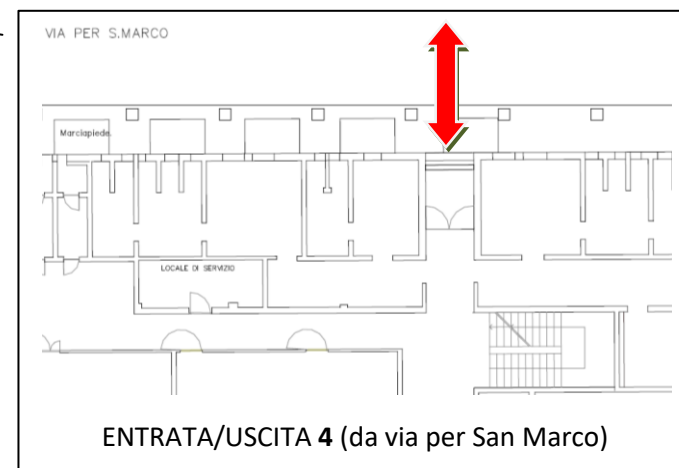 VIA PER S.MARCO
Marciapiede.
LOCALE DI SERVIZIO
ENTRATA/USCITA 4 (da via per San Marco)